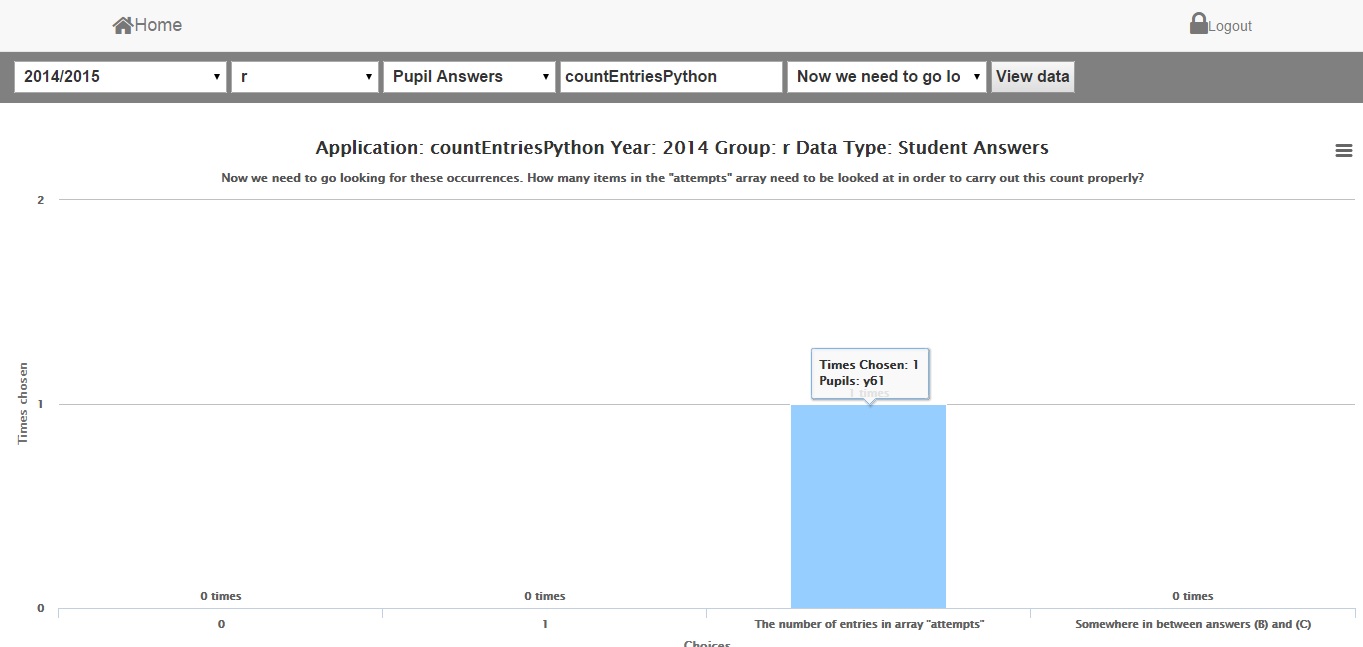 Home
Logout
2014/2015 r Pupil Answers countEntriesPython Now we need to go lo View data
Application: countEntriesPython Year: 2014 Group: r Data Type: Student Answers
Now we need to go looking for these occurrences. How many items in the "attempts" array need to be looked at in order to carry out this count properly?
2
Times chosen
1
0
Times Chosen: 1
Pupils: y61
1 times
0 times
0 times
0 times
0
1
The number of entries in array "attempts"
Somewhere in between answers (B) and (C)
Choices